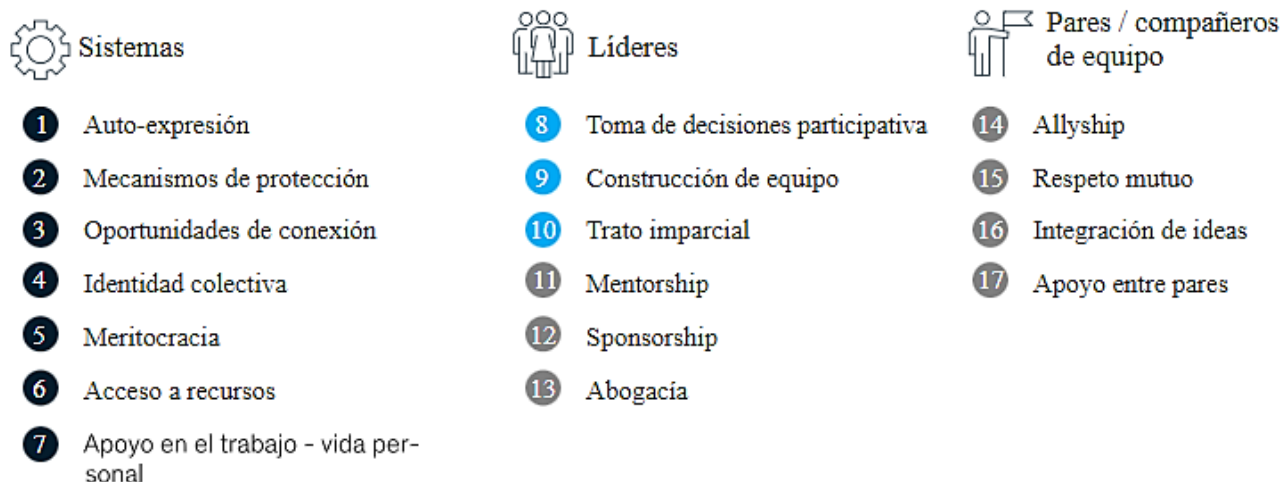 Sistemas
1 Auto-expresión
2 Mecanismos de protección
3 Oportunidades de conexión
4 Identidad colectiva
5 Meritocracia
6 Acceso a recursos
7 Apoyo en el trabajo - vida per-
sonal
Líderes
8 Toma de decisiones participativa
9 Construcción de equipo
10 Trato imparcial
11 Mentorship
12 Sponsorship
13 Abogacía
Pares / compañeros
de equipo
14 Allyship
15 Respeto mutuo
16 Integración de ideas
17 Apoyo entre pares